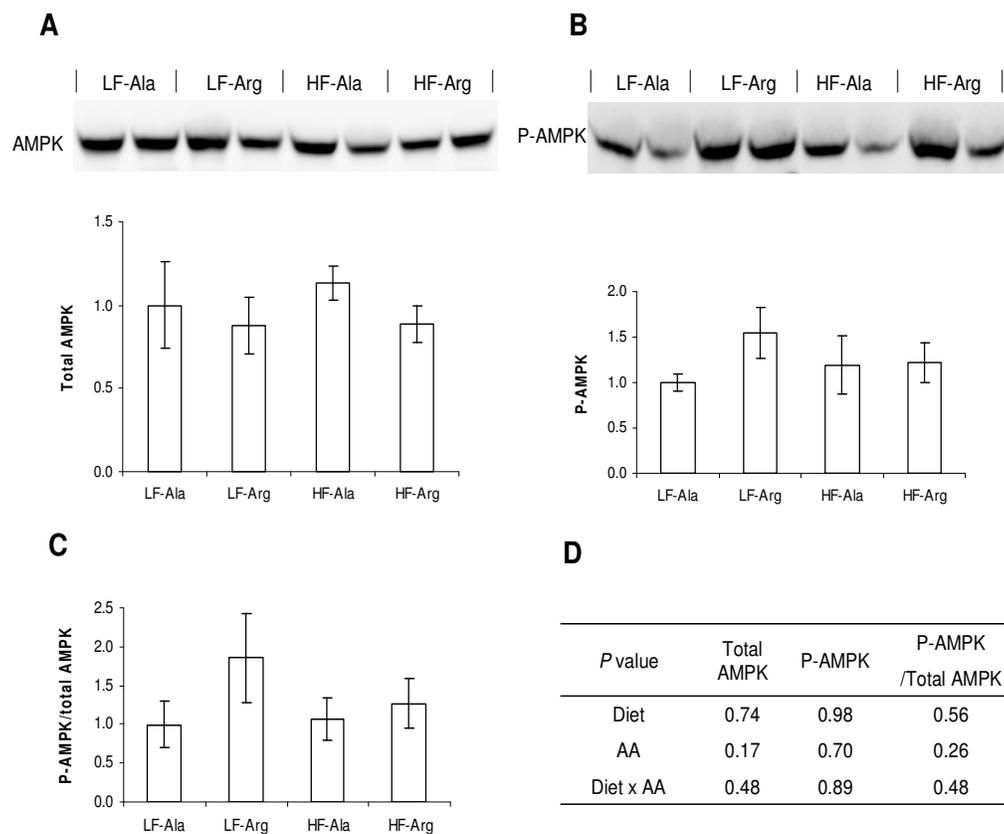 A
| LF-Ala | LF-Arg | HF-Ala | HF-Arg |
AMPK
Total AMPK
1.5
1.0
0.5
0.0
LF-Ala LF-Arg HF-Ala HF-Arg
B
| LF-Ala | LF-Arg | HF-Ala | HF-Arg |
P-AMPK
P-AMPK
2.0
1.5
1.0
0.5
0.0
LF-Ala LF-Arg HF-Ala HF-Arg
C
P-AMPK/total AMPK
2.5
2.0
1.5
1.0
0.5
0.0
LF-Ala LF-Arg HF-Ala HF-Arg
D
P value Total AMPK P-AMPK P-AMPK /Total AMPK
Diet 0.74 0.98 0.56
AA 0.17 0.70 0.26
Diet x AA 0.48 0.89 0.48